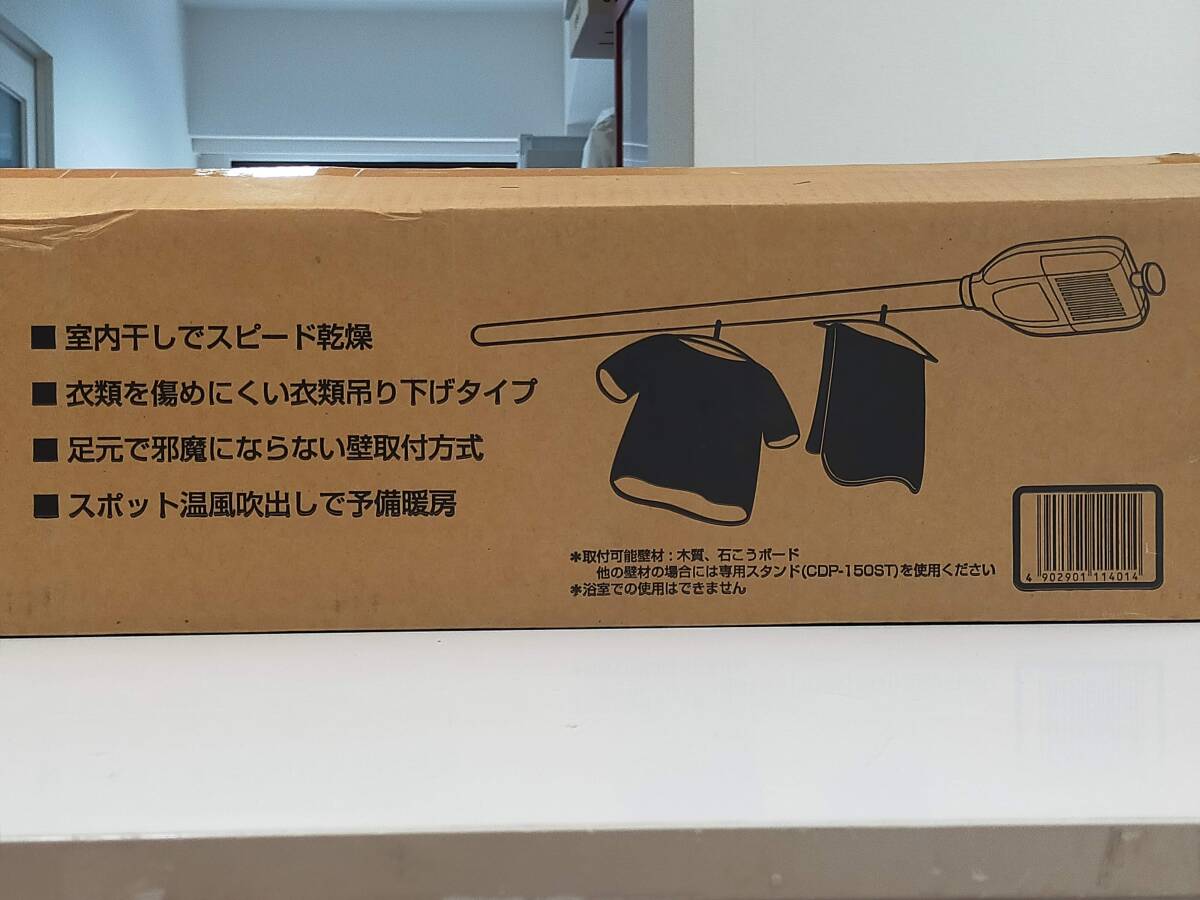 ■ 室内干しでスピード乾燥
■ 衣類を傷めにくい衣類吊り下げタイプ
■ 足元で邪魔にならない壁取付方式
■ スポット温風吹出しで予備暖房
＊取付可能壁材：木質、石こうボード
他の壁材の場合には専用スタンド(CDP-150ST)を使用ください
＊浴室での使用はできません
4 902901 114014